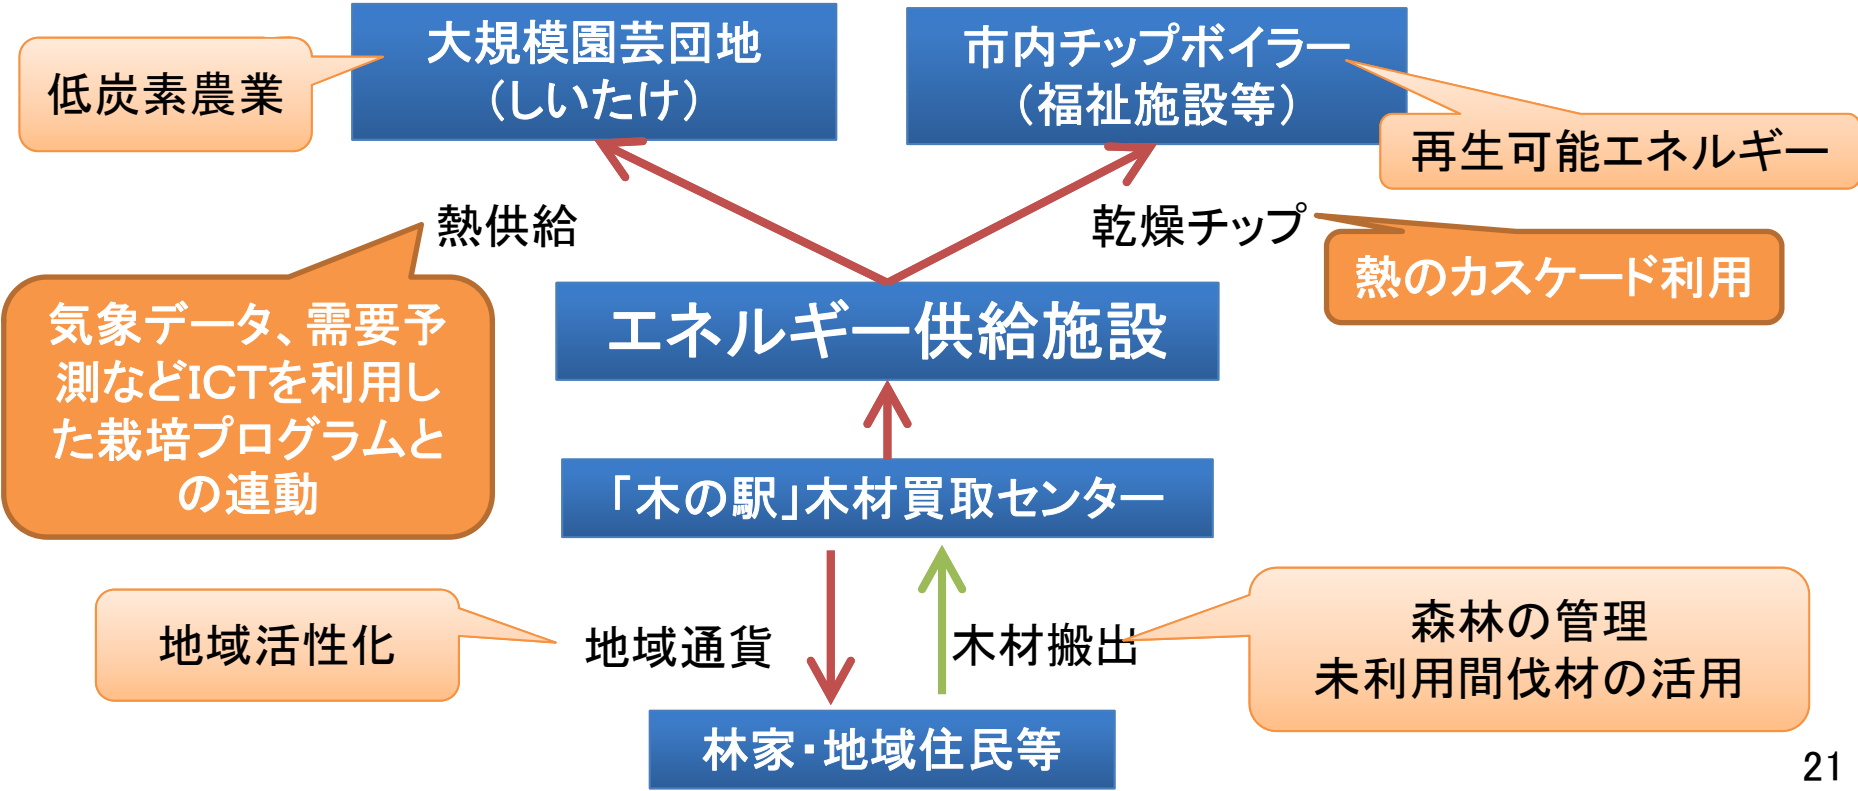 大規模園芸団地
（しいたけ）
市内チップボイラー
（福祉施設等）
低炭素農業
再生可能エネルギー
熱供給
乾燥チップ
熱のカスケード利用
気象データ、需要予
測などICTを利用し
た栽培プログラムと
の連動
エネルギー供給施設
「木の駅」木材買取センター
地域活性化
地域通貨
木材搬出
森林の管理
未利用間伐材の活用
林家・地域住民等
21